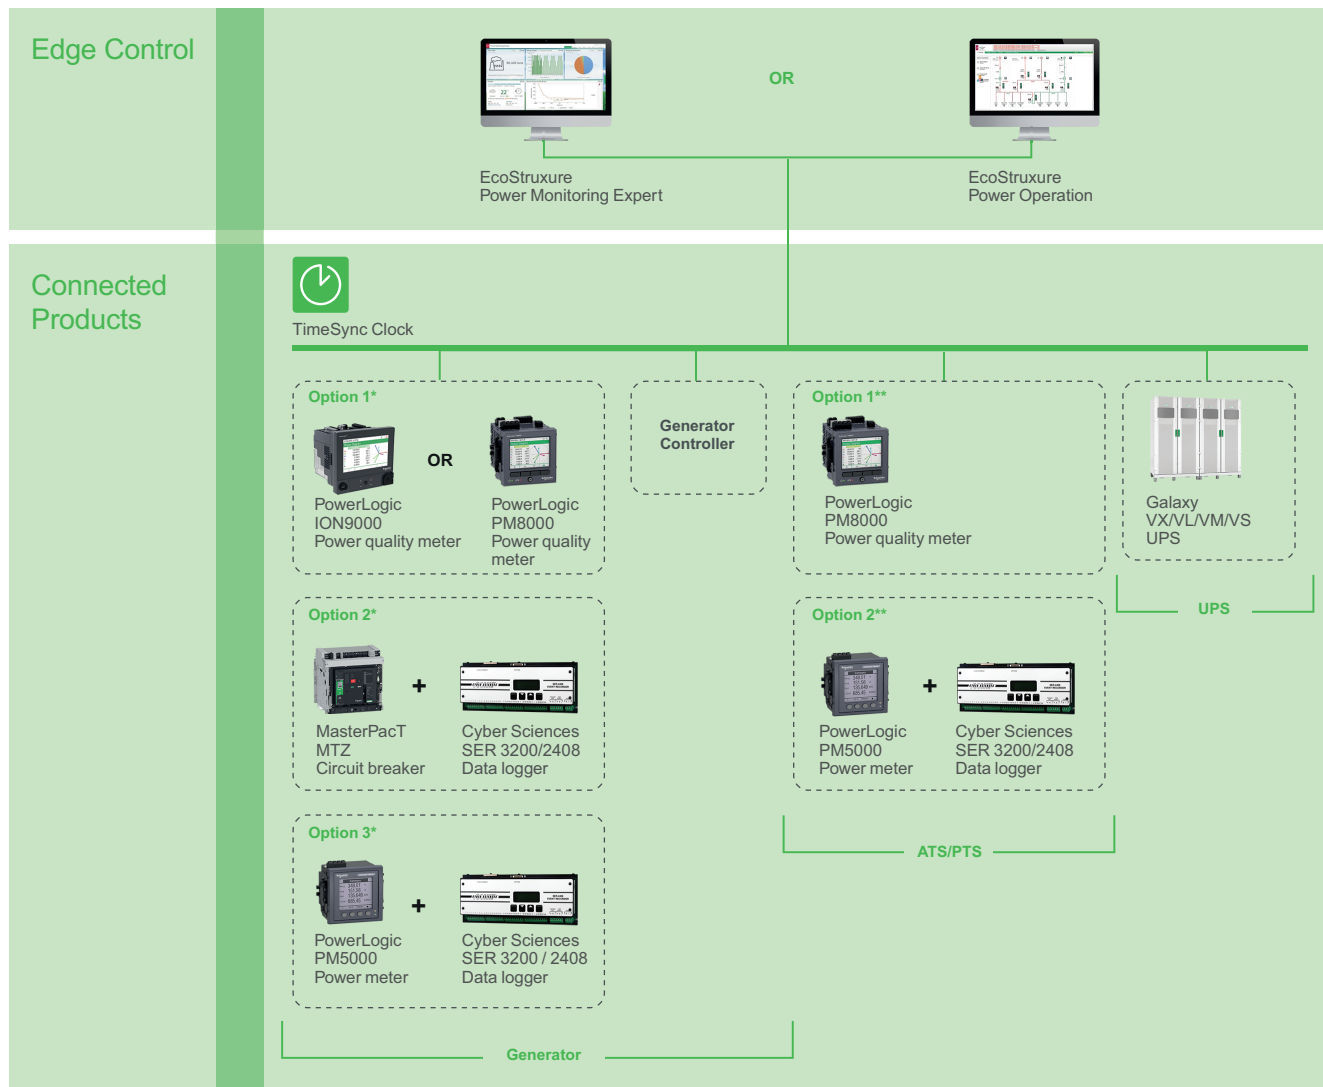 Edge Control
OR
EcoStruxure
Power Monitoring Expert
EcoStruxure
Power Operation
Connected
Products
TimeSync Clock
Option 1*
OR
PowerLogic
ION9000
Power quality meter
PowerLogic
PM8000
Power quality
meter
Generator
Controller
Option 1**
PowerLogic
PM8000
Power quality meter
Galaxy
VX/VL/VM/VS
UPS
UPS
Option 2*
+
MasterPacT
MTZ
Circuit breaker
Cyber Sciences
SER 3200/2408
Data logger
Option 2**
+
PowerLogic
PM5000
Power meter
Cyber Sciences
SER 3200/2408
Data logger
ATS/PTS
Option 3*
+
PowerLogic
PM5000
Power meter
Cyber Sciences
SER 3200 / 2408
Data logger
Generator